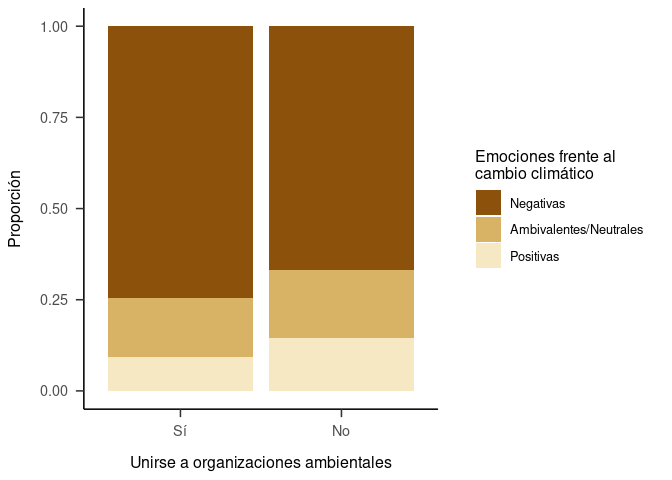 1.00
0.75
0.50
0.25
0.00
Proporción
Sí
No
Unirse a organizaciones ambientales
Emociones frente al
cambio climático
Negativas
Ambivalentes/Neutrales
Positivas